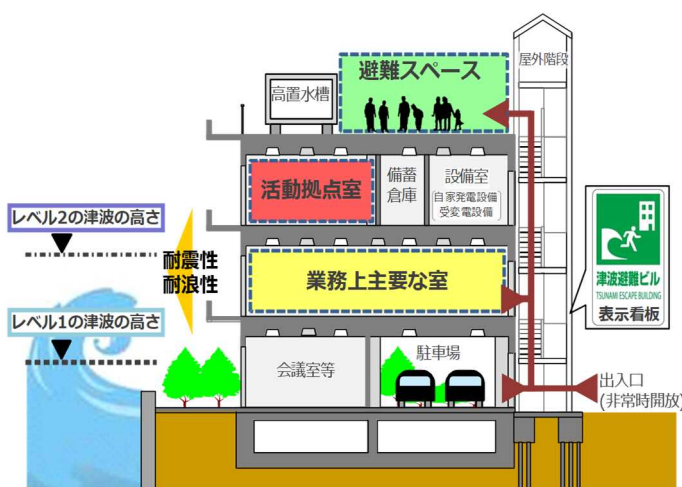 避難スペース
屋外階段
高置水槽
活動拠点室
備蓄
倉庫
設備室
自家発電設備
受変電設備
レベル2の津波の高さ
耐震性
耐浪性
業務上主要な室
津波避難ビル
TSUNAMI ESCAPE BUILDING
表示看板
レベル1の津波の高さ
会議室等
駐車場
出入口
(非常時開放)